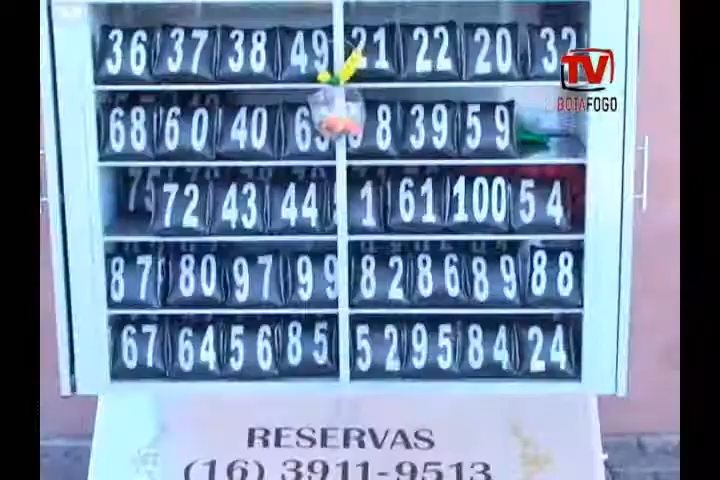 36 37 38 49 21 22 20 32
TV
BOTAFOGO
68 60 40 8 39 59
75 72 43 44 1 61 100 54
87 80 97 99 82 86 89 88
67 64 56 85 52 95 84 24
RESERVAS
(16) 3911-9513